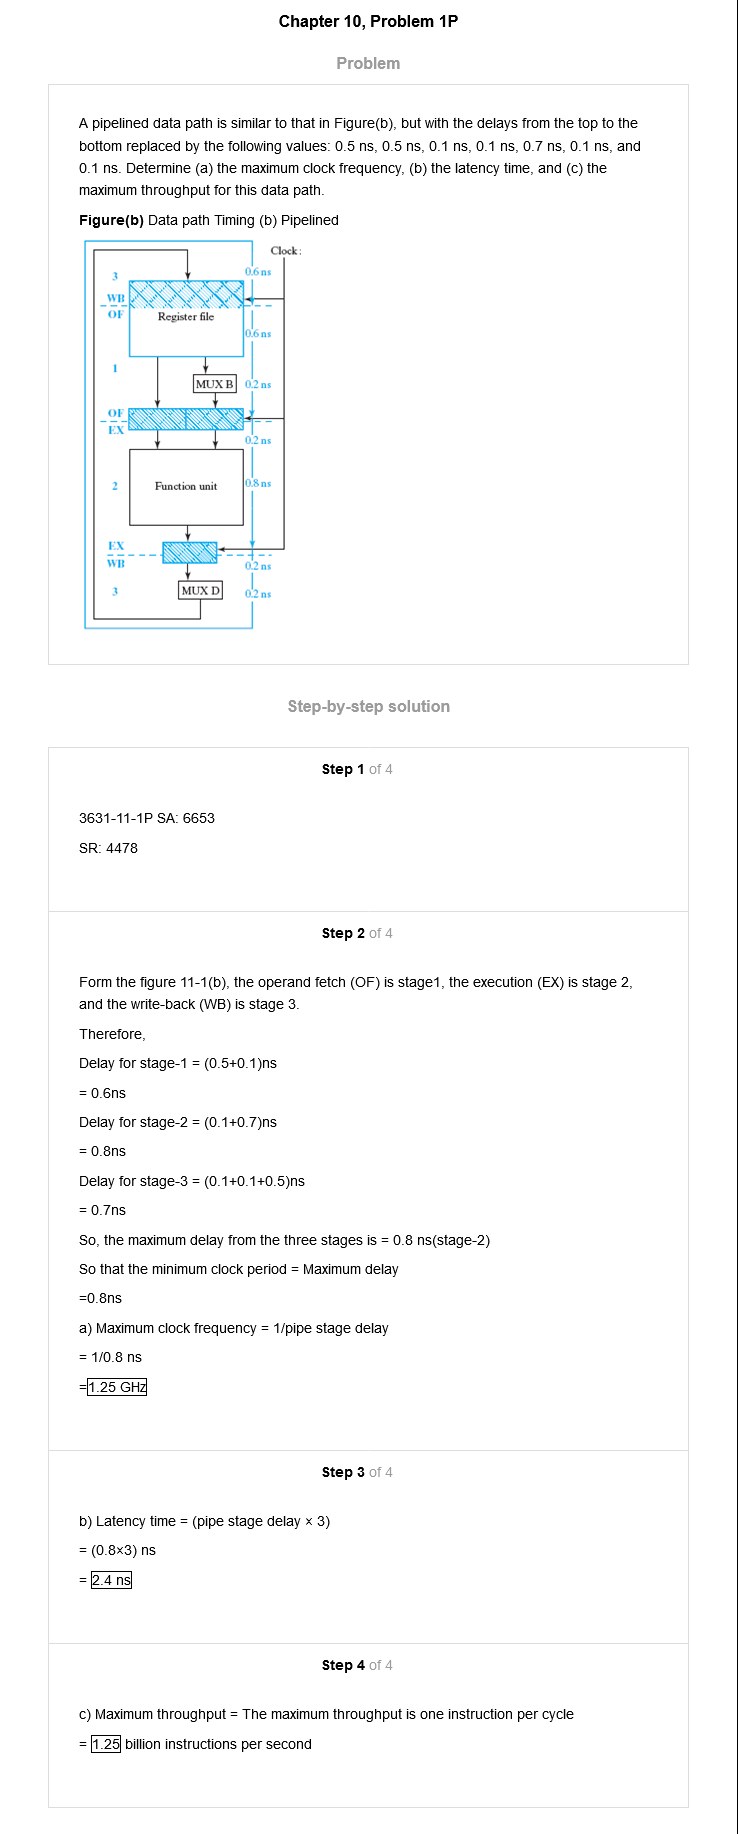 Chapter 10, Problem 1P
Problem
A pipelined data path is similar to that in Figure(b), but with the delays from the top to the
bottom replaced by the following values: 0.5 ns, 0.5 ns, 0.1 ns, 0.1 ns, 0.7 ns, 0.1 ns, and
0.1 ns. Determine (a) the maximum clock frequency, (b) the latency time, and (c) the
maximum throughput for this data path.
Figure(b) Data path Timing (b) Pipelined
Clock:
3
0.6 ns
WB
OF
Register file
0.6 ns
1
MUX B
0.2 ns
OF
EX
0.2 ns
2
Function unit
0.8 ns
EX
WB
0.2 ns
3
MUX D
0.2 ns
Step-by-step solution
Step 1 of 4
3631-11-1P SA: 6653
SR: 4478
Step 2 of 4
Form the figure 11-1(b), the operand fetch (OF) is stage1, the execution (EX) is stage 2,
and the write-back (WB) is stage 3.
Therefore,
Delay for stage-1 = (0.5+0.1)ns
= 0.6ns
Delay for stage-2 = (0.1+0.7)ns
= 0.8ns
Delay for stage-3 = (0.1+0.1+0.5)ns
= 0.7ns
So, the maximum delay from the three stages is = 0.8 ns(stage-2)
So that the minimum clock period = Maximum delay
=0.8ns
a) Maximum clock frequency = 1/pipe stage delay
= 1/0.8 ns
=1.25 GHz
Step 3 of 4
b) Latency time = (pipe stage delay × 3)
= (0.8×3) ns
= 2.4 ns
Step 4 of 4
c) Maximum throughput = The maximum throughput is one instruction per cycle
= 1.25 billion instructions per second